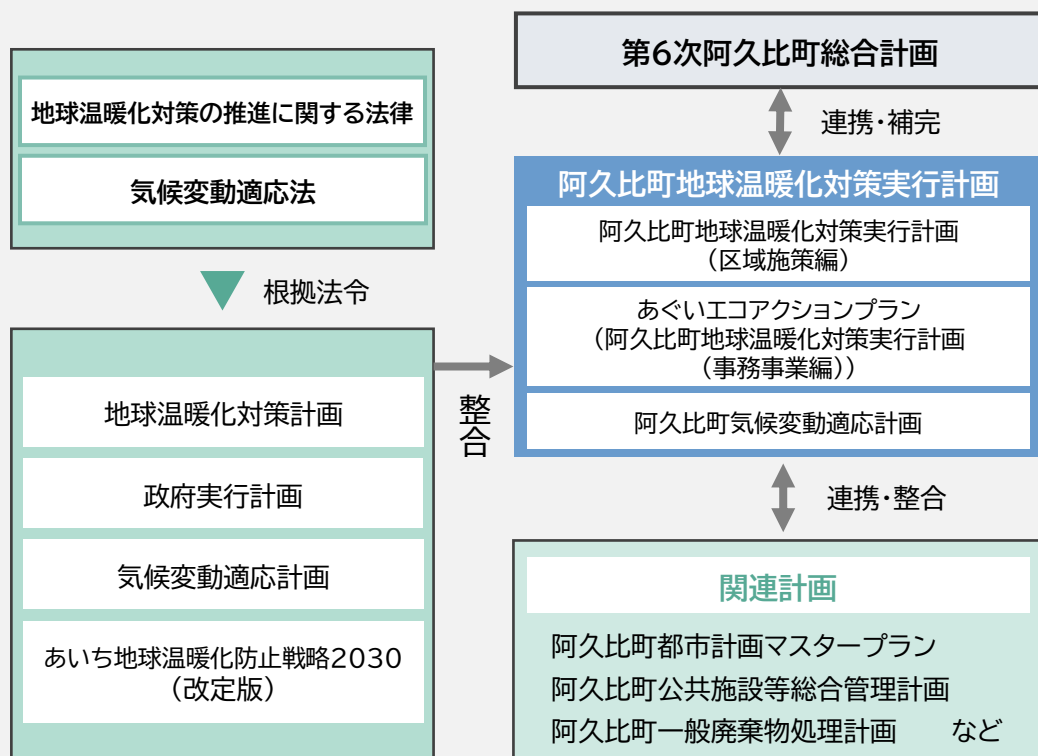 地球温暖化対策の推進に関する法律
気候変動適応法
根拠法令
地球温暖化対策計画
政府実行計画
気候変動適応計画
あいち地球温暖化防止戦略2030
(改定版)
整合
第6次阿久比町総合計画
連携・補完
阿久比町地球温暖化対策実行計画
阿久比町地球温暖化対策実行計画
(区域施策編)
あぐいエコアクションプラン
(阿久比町地球温暖化対策実行計画
(事務事業編))
阿久比町気候変動適応計画
連携・整合
関連計画
阿久比町都市計画マスタープラン
阿久比町公共施設等総合管理計画
阿久比町一般廃棄物処理計画 など